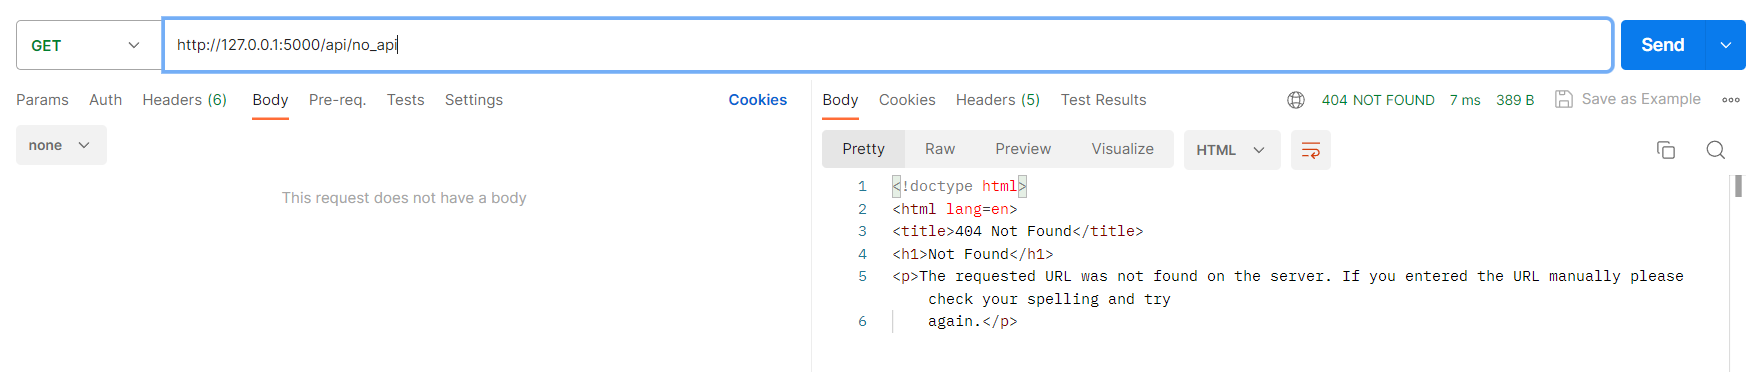 GET http://127.0.0.1:5000/api/no_api Send
Params Auth Headers (6) Body Pre-req. Tests Settings Cookies
Body Cookies Headers (5) Test Results 404 NOT FOUND 7 ms 389 B Save as Example
none
Pretty Raw Preview Visualize HTML
This request does not have a body
1 <!doctype html>
2 <html lang=en>
3 <title>404 Not Found</title>
4 <h1>Not Found</h1>
5 <p>The requested URL was not found on the server. If you entered the URL manually please
check your spelling and try
6 again.</p>